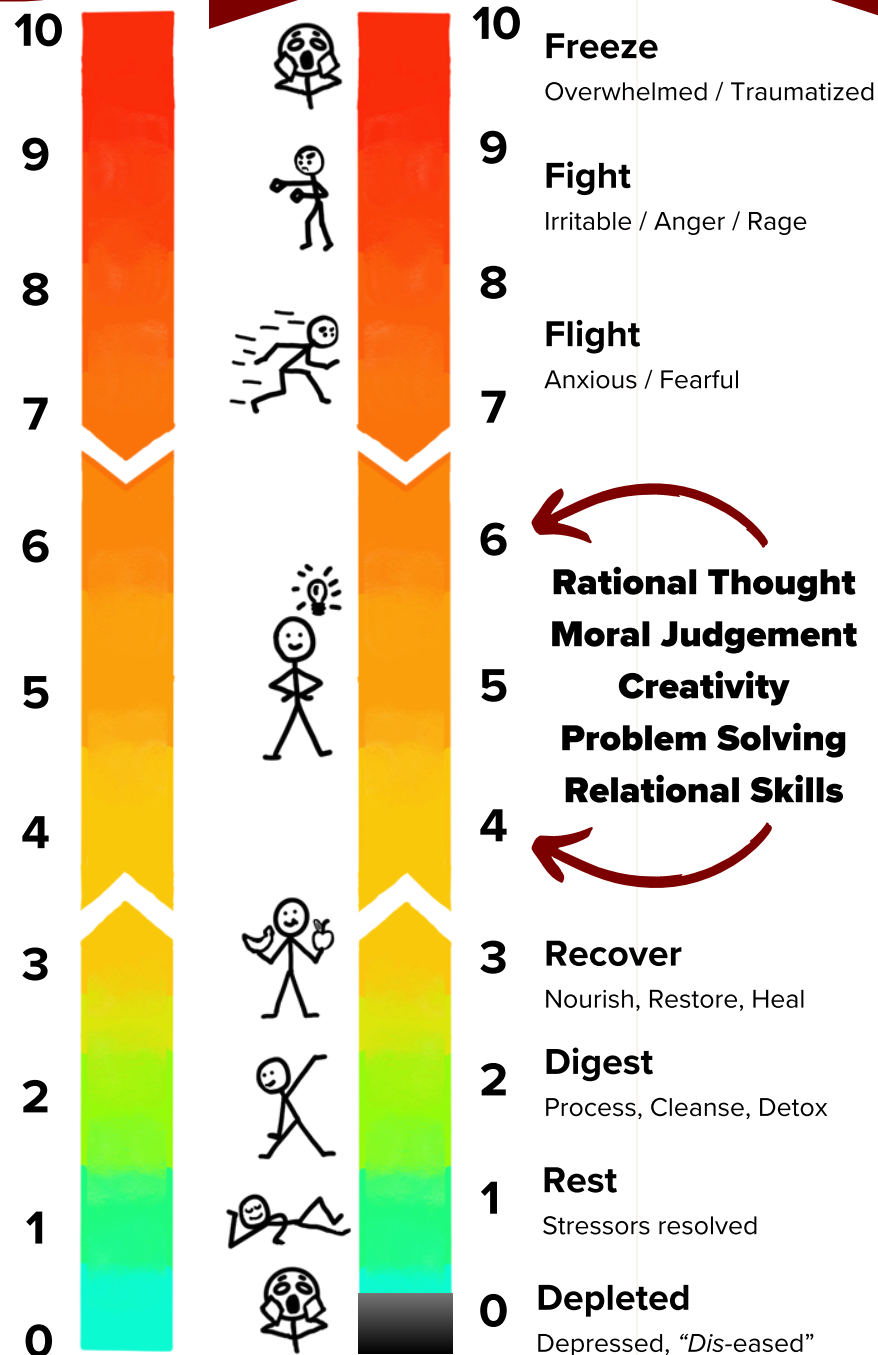 10
10
Freeze
Overwhelmed / Traumatized
9
9
Fight
Irritable / Anger / Rage
8
8
Flight
Anxious / Fearful
7
7
6
6
Rational Thought
Moral Judgement
Creativity
Problem Solving
Relational Skills
5
5
4
4
3
3
Recover
Nourish, Restore, Heal
2
2
Digest
Process, Cleanse, Detox
1
1
Rest
Stressors resolved
0
0
Depleted
Depressed, “Dis-eased”